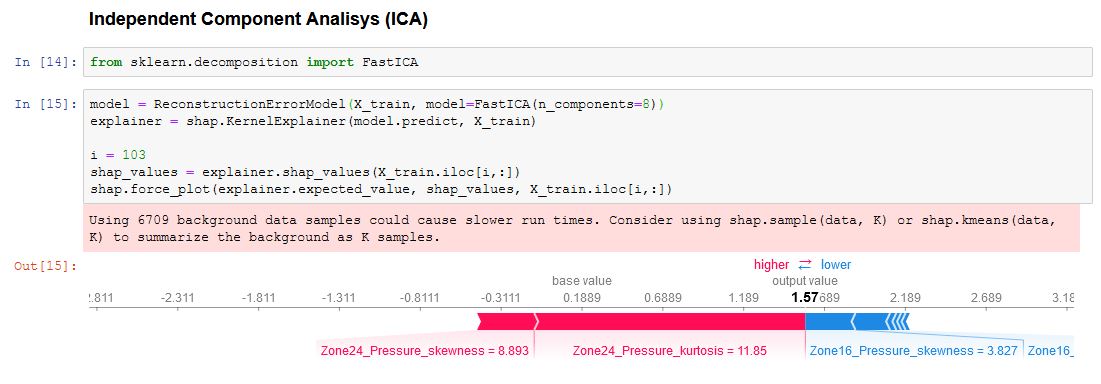 Independent Component Analisys (ICA)
In [14]: from sklearn.decomposition import FastICA
In [15]: model = ReconstructionErrorModel(X_train, model=FastICA(n_components=8))
explainer = shap.KernelExplainer(model.predict, X_train)
i = 103
shap_values = explainer.shap_values(X_train.iloc[i,:])
shap.force_plot(explainer.expected_value, shap_values, X_train.iloc[i,:])
Using 6709 background data samples could cause slower run times. Consider using shap.sample(data, K) or shap.kmeans(data,
K) to summarize the background as K samples.
Out[15]:
higher ⇄ lower
base value output value
.811 -2.311 -1.811 -1.311 -0.8111 -0.3111 0.1889 0.6889 1.189 1.57 689 2.189 2.689 3.18
Zone24_Pressure_skewness = 8.893 Zone24_Pressure_kurtosis = 11.85 Zone16_Pressure_skewness = 3.827 Zone16_